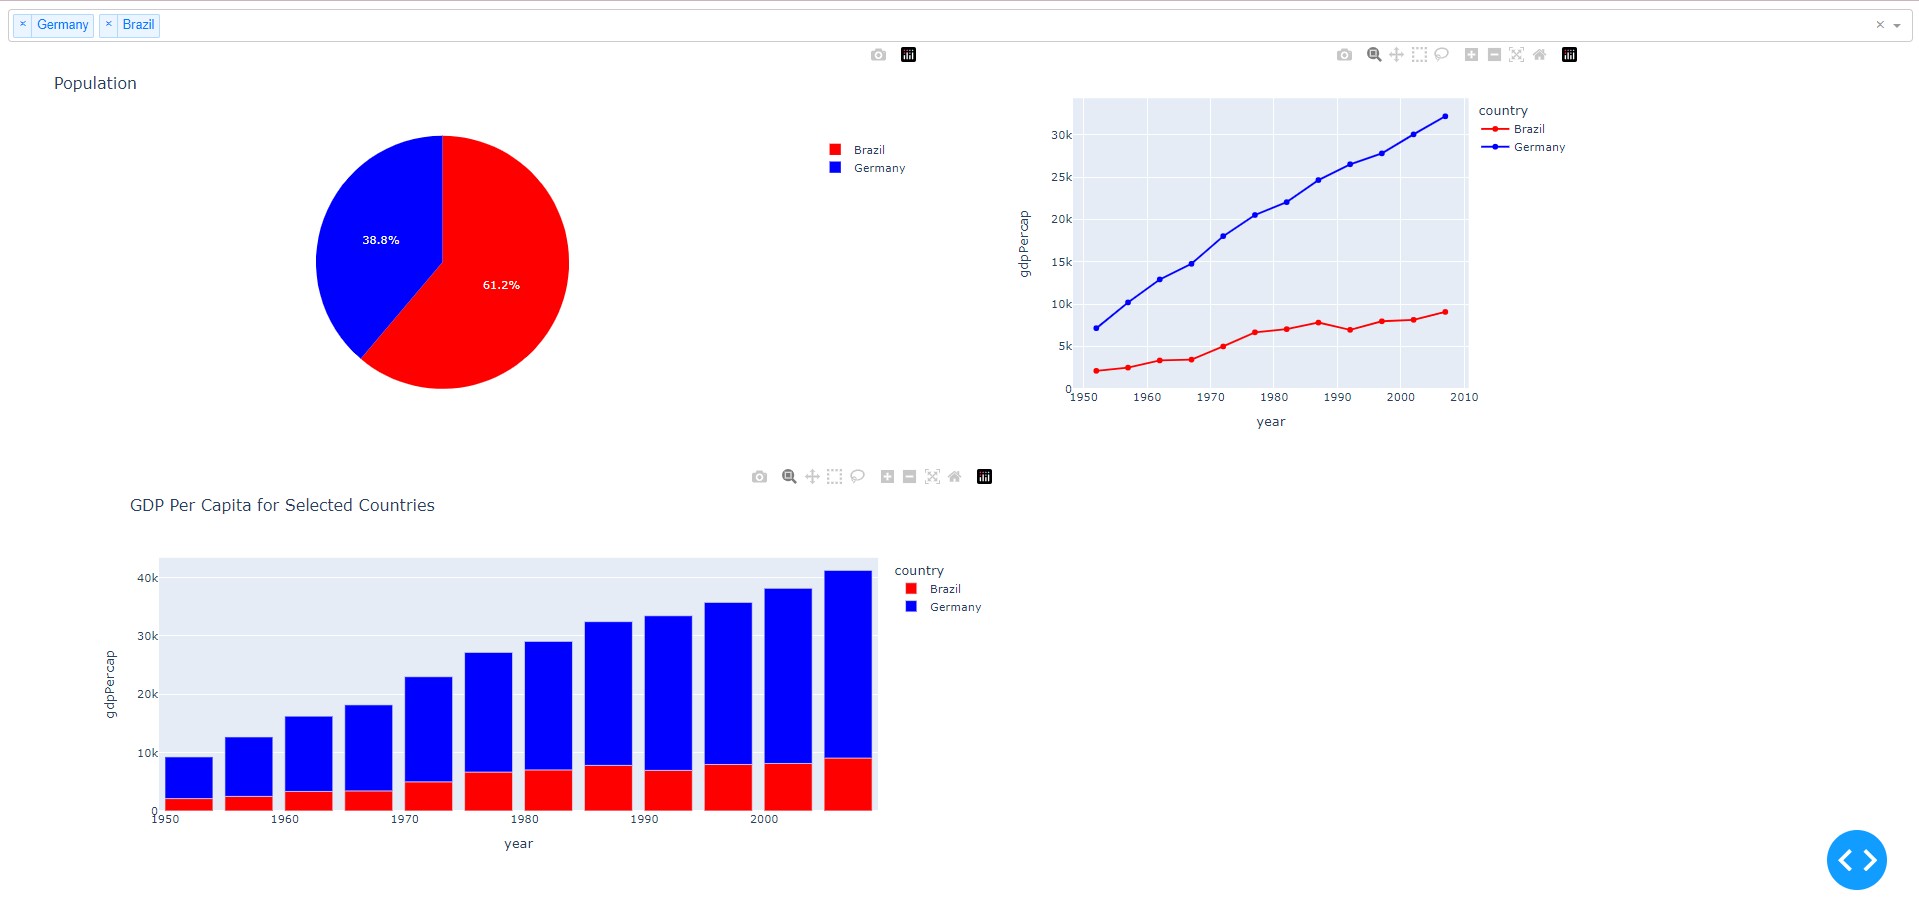 × Germany × Brazil ×
Population
Brazil
Germany
38.8%
61.2%
30k
25k
20k
15k
10k
5k
0
gdpPercap
1950 1960 1970 1980 1990 2000 2010
year
country
Brazil
Germany
GDP Per Capita for Selected Countries
40k
30k
20k
10k
0
gdpPercap
1950 1960 1970 1980 1990 2000
year
country
Brazil
Germany